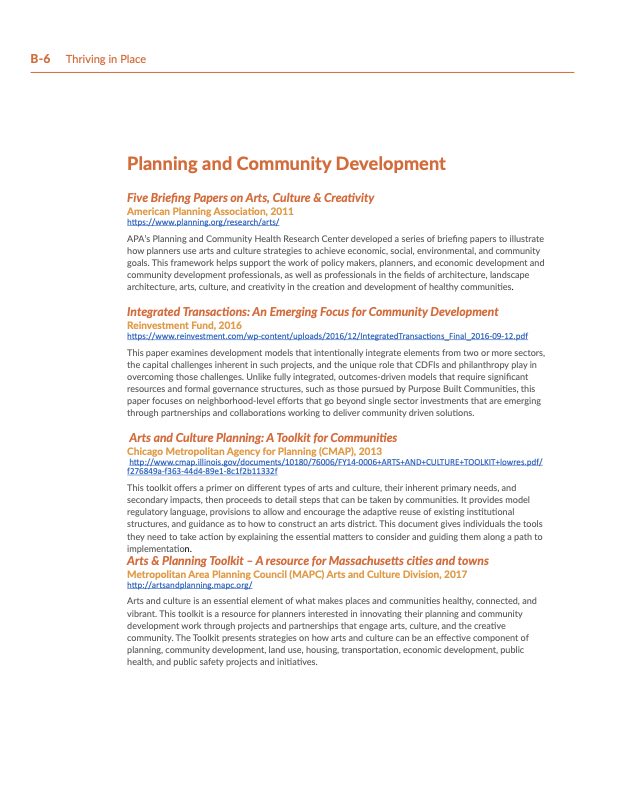 B-6 Thriving in Place
Planning and Community Development
Five Briefing Papers on Arts, Culture & Creativity
American Planning Association, 2011
https://www.planning.org/research/arts/
APA's Planning and Community Health Research Center developed a series of briefing papers to illustrate
how planners use arts and culture strategies to achieve economic, social, environmental, and community
goals. This framework helps support the work of policy makers, planners, and economic development and
community development professionals, as well as professionals in the fields of architecture, landscape
architecture, arts, culture, and creativity in the creation and development of healthy communities.
Integrated Transactions: An Emerging Focus for Community Development
Reinvestment Fund, 2016
https://www.reinvestment.com/wp-content/uploads/2016/12/IntegratedTransactions_Final_2016-09-12.pdf
This paper examines development models that intentionally integrate elements from two or more sectors,
the capital challenges inherent in such projects, and the unique role that CDFIs and philanthropy play in
overcoming those challenges. Unlike fully integrated, outcomes-driven models that require significant
resources and formal governance structures, such as those pursued by Purpose Built Communities, this
paper focuses on neighborhood-level efforts that go beyond single sector investments that are emerging
through partnerships and collaborations working to deliver community driven solutions.
Arts and Culture Planning: A Toolkit for Communities
Chicago Metropolitan Agency for Planning (CMAP), 2013
http://www.cmap.illinois.gov/documents/10180/76006/FY14-0006+ARTS+AND+CULTURE+TOOLKIT+lowres.pdf/
f276849a-f363-44d4-89e1-8c1f2b11332f
This toolkit offers a primer on different types of arts and culture, their inherent primary needs, and
secondary impacts, then proceeds to detail steps that can be taken by communities. It provides model
regulatory language, provisions to allow and encourage the adaptive reuse of existing institutional
structures, and guidance as to how to construct an arts district. This document gives individuals the tools
they need to take action by explaining the essential matters to consider and guiding them along a path to
implementation.
Arts & Planning Toolkit – A resource for Massachusetts cities and towns
Metropolitan Area Planning Council (MAPC) Arts and Culture Division, 2017
http://artsandplanning.mapc.org/
Arts and culture is an essential element of what makes places and communities healthy, connected, and
vibrant. This toolkit is a resource for planners interested in innovating their planning and community
development work through projects and partnerships that engage arts, culture, and the creative
community. The Toolkit presents strategies on how arts and culture can be an effective component of
planning, community development, land use, housing, transportation, economic development, public
health, and public safety projects and initiatives.